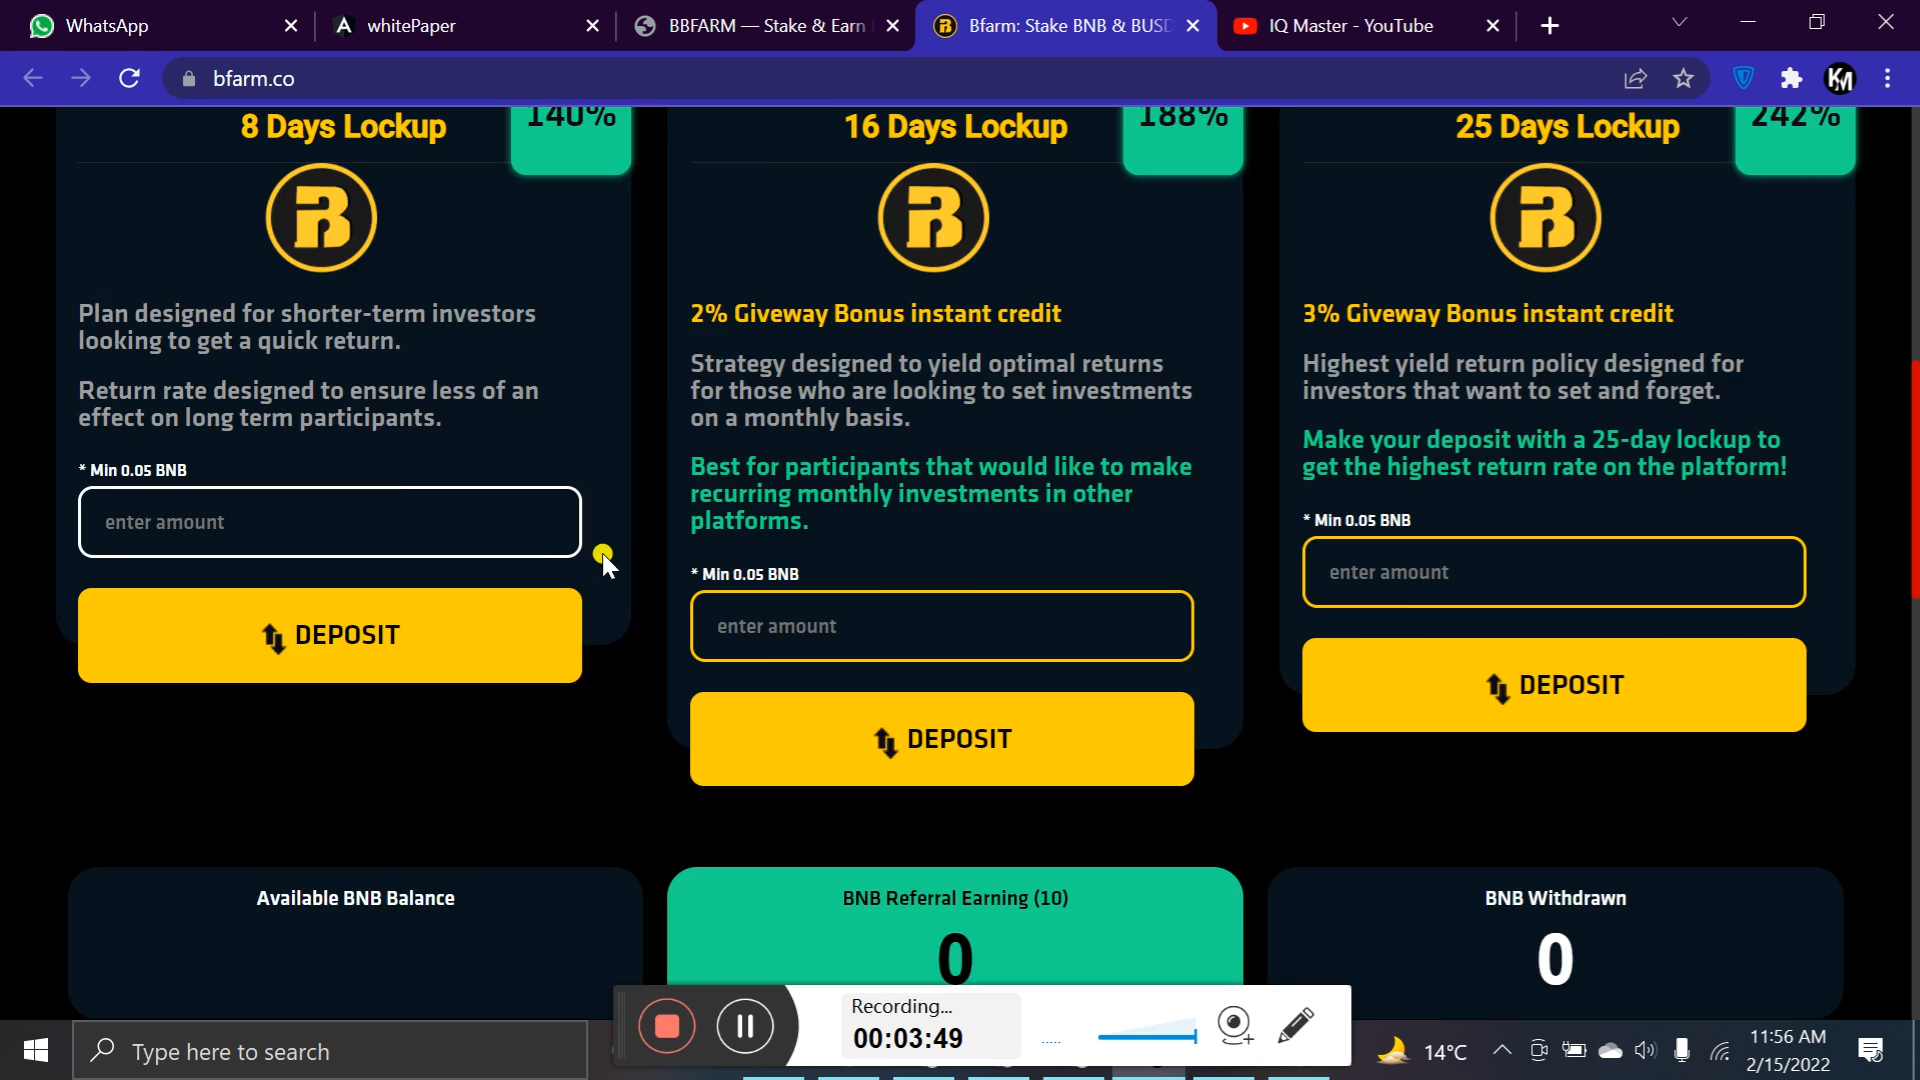 WhatsApp
whitePaper
BBFARM — Stake & Earn
Bfarm: Stake BNB & BUSD
IQ Master - YouTube
bfarm.co
KM
8 Days Lockup
140%
Plan designed for shorter-term investors
looking to get a quick return.
Return rate designed to ensure less of an
effect on long term participants.
* Min 0.05 BNB
enter amount
DEPOSIT
16 Days Lockup
188%
2% Giveway Bonus instant credit
Strategy designed to yield optimal returns
for those who are looking to set investments
on a monthly basis.
Best for participants that would like to make
recurring monthly investments in other
platforms.
* Min 0.05 BNB
enter amount
DEPOSIT
25 Days Lockup
242%
3% Giveway Bonus instant credit
Highest yield return policy designed for
investors that want to set and forget.
Make your deposit with a 25-day lockup to
get the highest return rate on the platform!
* Min 0.05 BNB
enter amount
DEPOSIT
Available BNB Balance
BNB Referral Earning (10)
0
BNB Withdrawn
0
Recording...
00:03:49
Type here to search
14°C
11:56 AM
2/15/2022